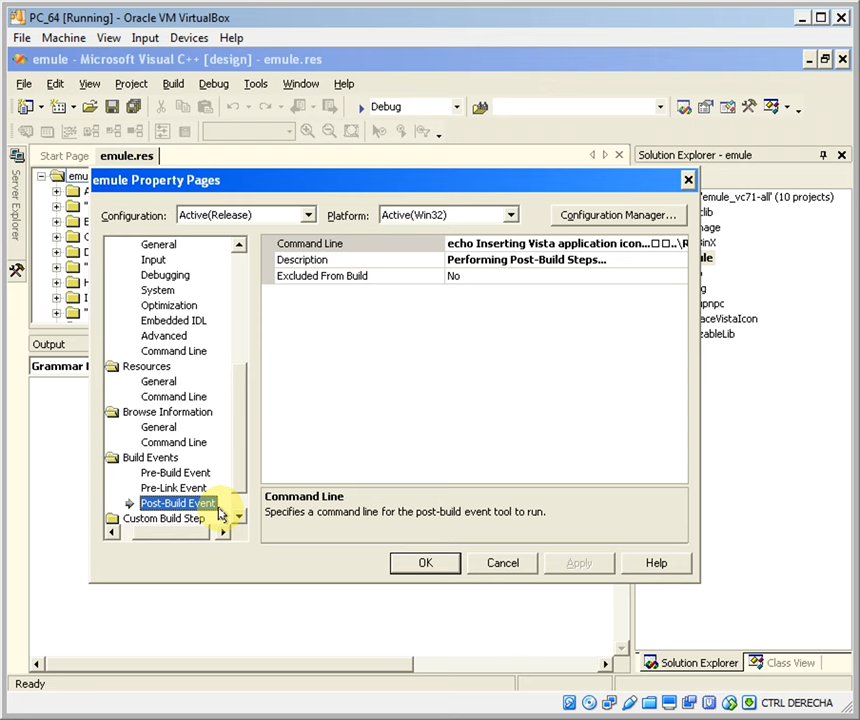 PC_64 [Running] - Oracle VM VirtualBox
File Machine View Input Devices Help
emule - Microsoft Visual C++ [design] - emule.res
File Edit View Project Build Debug Tools Window Help
Debug
Start Page emule.res
Solution Explorer - emule
Server Explorer
emu
emule Property Pages
emule_vc71-all' (10 projects)
Configuration: Active(Release) Platform: Active(Win32) Configuration Manager...
General
Input
Debugging
System
Optimization
Embedded IDL
Advanced
Command Line
Resources
General
Command Line
Browse Information
General
Command Line
Build Events
Pre-Build Event
Pre-Link Event
Post-Build Event
Custom Build Step
Command Line echo Inserting Vista application icon...□□..\R
Description Performing Post-Build Steps...
Excluded From Build No
Command Line
Specifies a command line for the post-build event tool to run.
OK Cancel Apply Help
Output
Grammar
Solution Explorer Class View
Ready
CTRL DERECHA